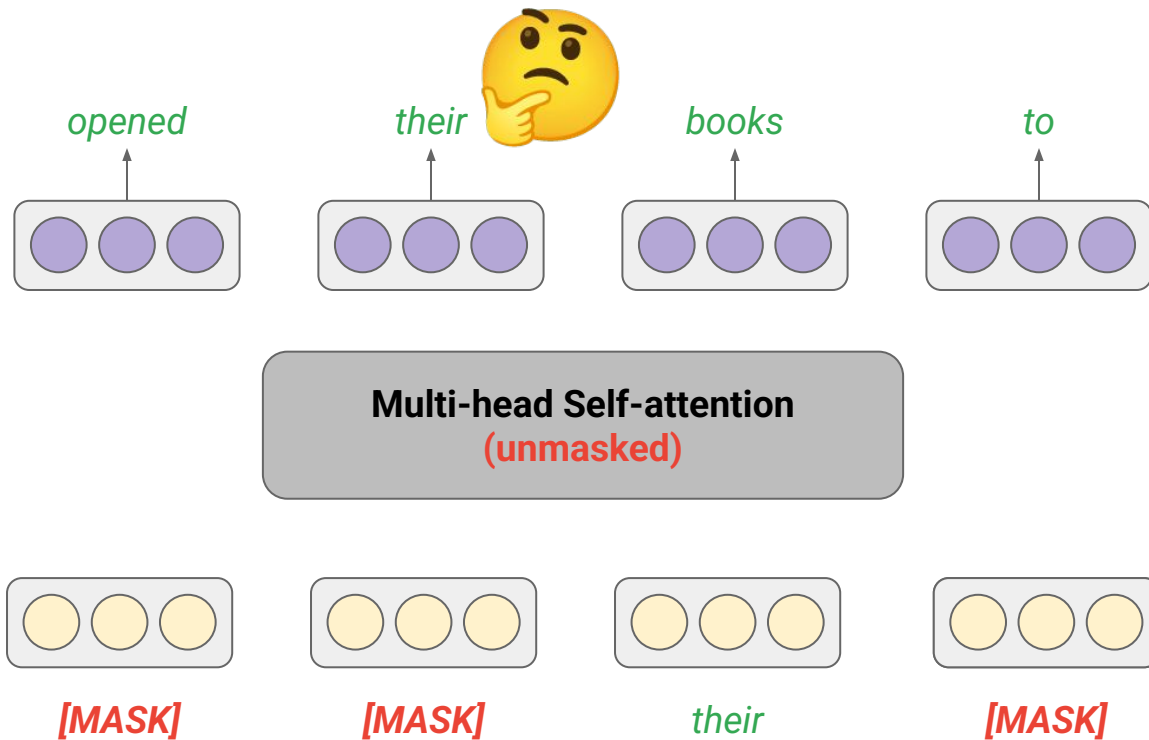 opened their books to
Multi-head Self-attention
(unmasked)
[MASK] [MASK] their [MASK]